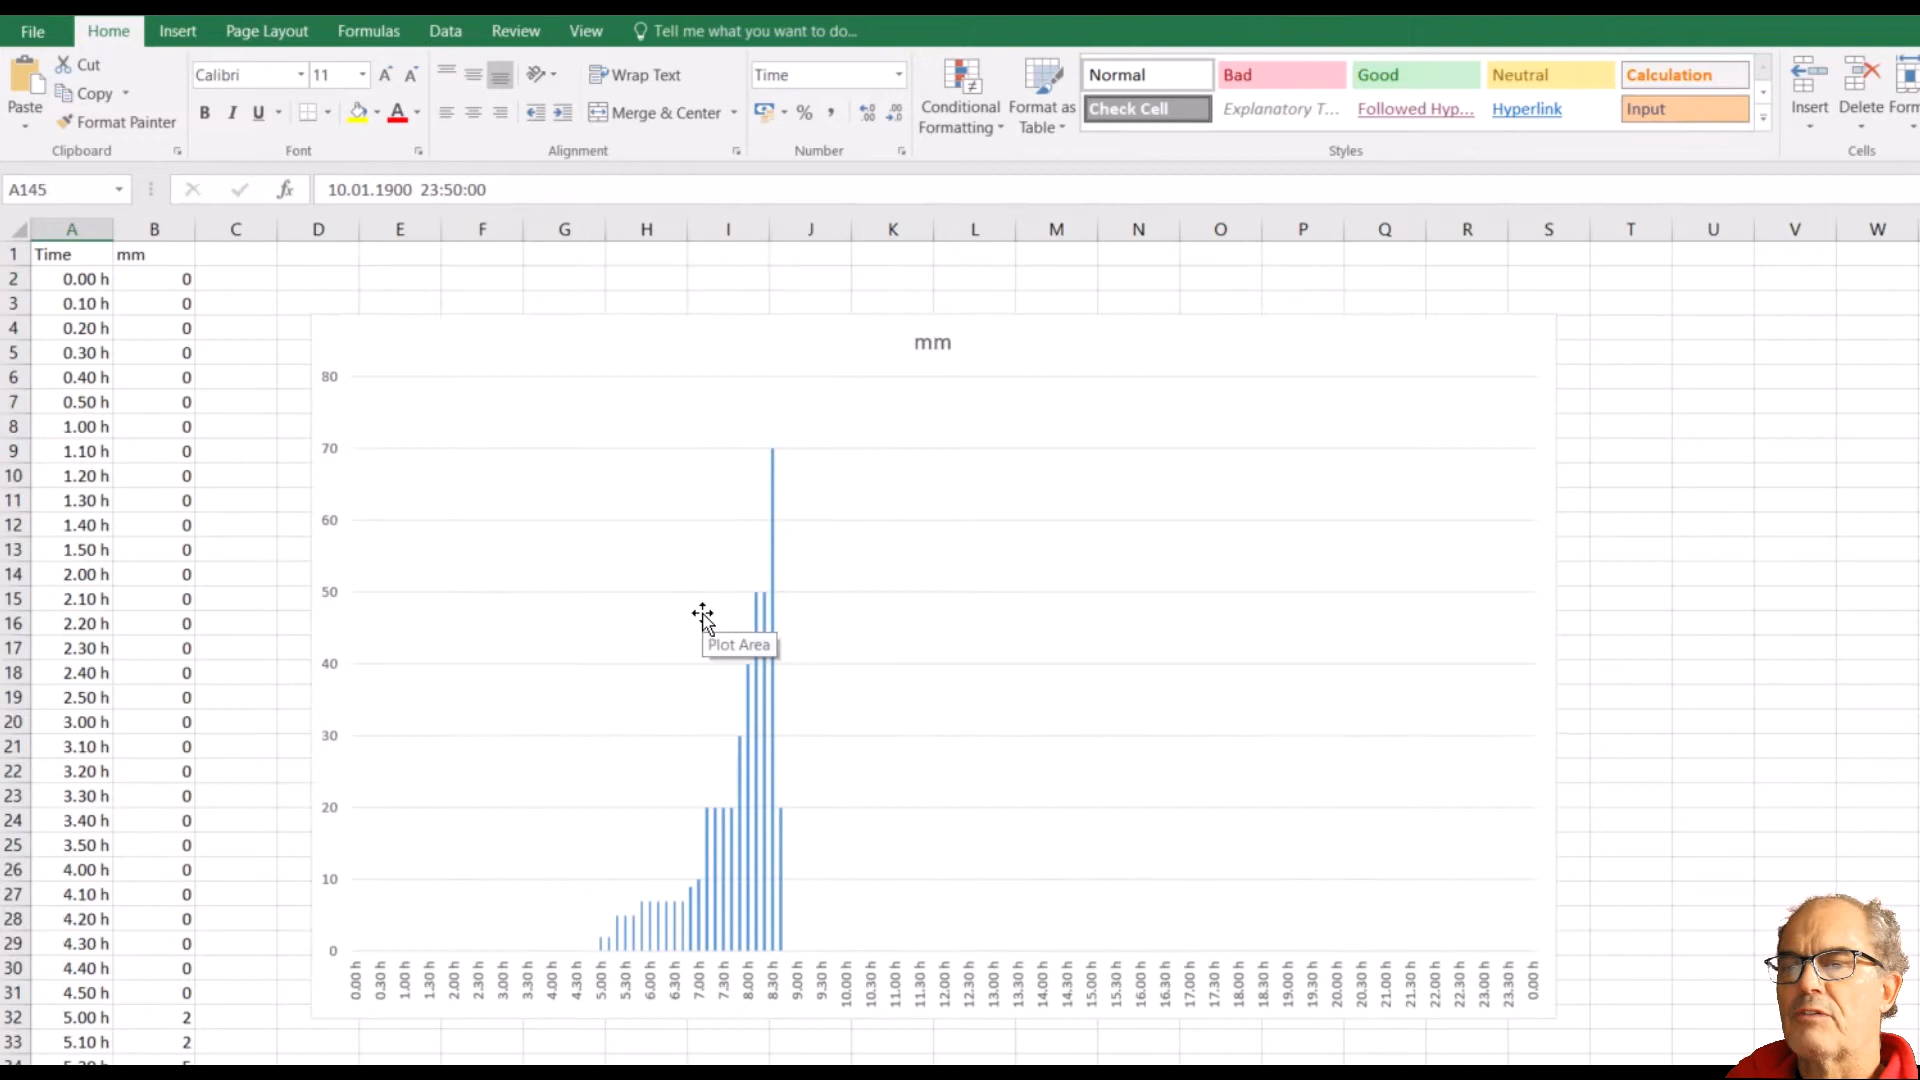 File Home Insert Page Layout Formulas Data Review View Tell me what you want to do...
Paste
Cut
Copy
Format Painter
Clipboard
Calibri 11 A A
B I U A
Font
Wrap Text
Merge & Center
Alignment
Time
%
Number
Conditional Formatting
Format as Table
Normal Bad Good Neutral Calculation
Check Cell Explanatory T... Followed Hyp... Hyperlink Input
Styles
Insert Delete
Cells
A145 fx 10.01.1900 23:50:00
A B C D E F G H I J K L M N O P Q R S T U V W
1 Time mm
2 0.00 h 0
3 0.10 h 0
4 0.20 h 0
5 0.30 h 0
6 0.40 h 0
7 0.50 h 0
8 1.00 h 0
9 1.10 h 0
10 1.20 h 0
11 1.30 h 0
12 1.40 h 0
13 1.50 h 0
14 2.00 h 0
15 2.10 h 0
16 2.20 h 0
17 2.30 h 0
18 2.40 h 0
19 2.50 h 0
20 3.00 h 0
21 3.10 h 0
22 3.20 h 0
23 3.30 h 0
24 3.40 h 0
25 3.50 h 0
26 4.00 h 0
27 4.10 h 0
28 4.20 h 0
29 4.30 h 0
30 4.40 h 0
31 4.50 h 0
32 5.00 h 2
33 5.10 h 2
mm
80
70
60
50
40
30
20
10
0
Plot Area
0.00 h 0.30 h 1.00 h 1.30 h 2.00 h 2.30 h 3.00 h 3.30 h 4.00 h 4.30 h 5.00 h 5.30 h 6.00 h 6.30 h 7.00 h 7.30 h 8.00 h 8.30 h 9.00 h 9.30 h 10.00 h 10.30 h 11.00 h 11.30 h 12.00 h 12.30 h 13.00 h 13.30 h 14.00 h 14.30 h 15.00 h 15.30 h 16.00 h 16.30 h 17.00 h 17.30 h 18.00 h 18.30 h 19.00 h 19.30 h 20.00 h 20.30 h 21.00 h 21.30 h 22.00 h 22.30 h 23.00 h 23.30 h 0.00 h